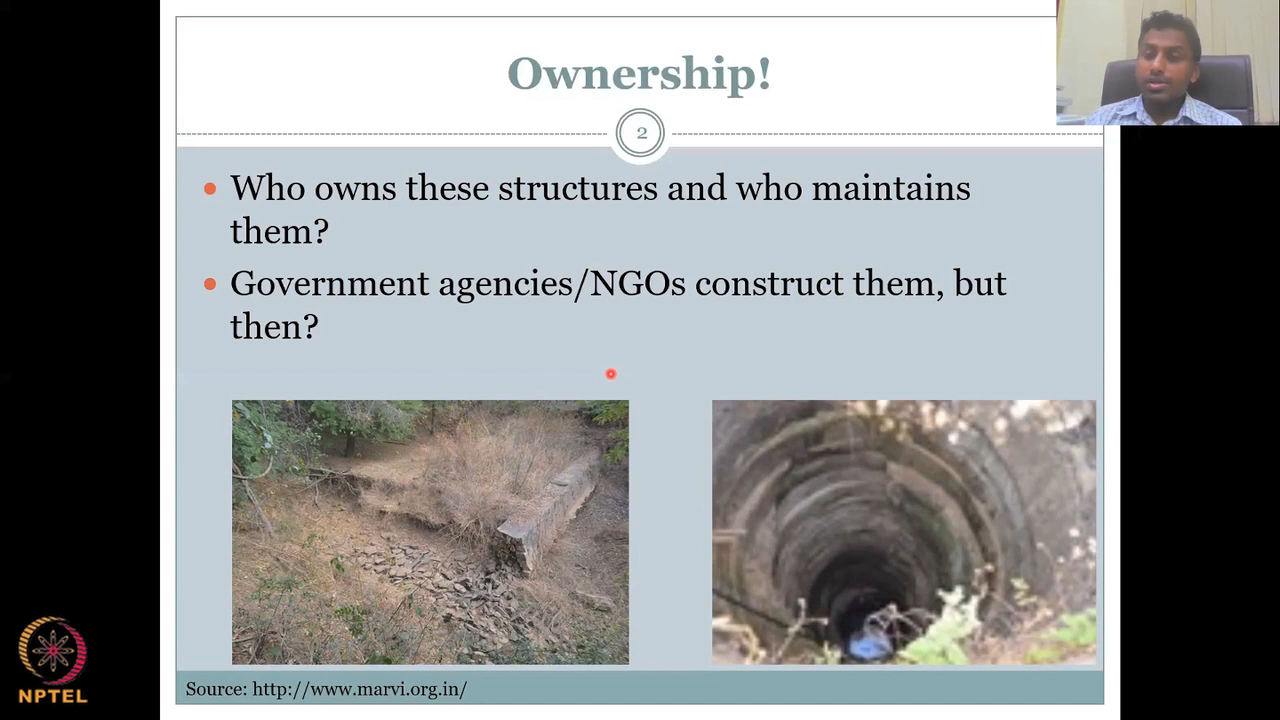 Ownership!
2
Who owns these structures and who maintains
them?
Government agencies/NGOs construct them, but
then?
Source: http://www.marvi.org.in/
NPTEL